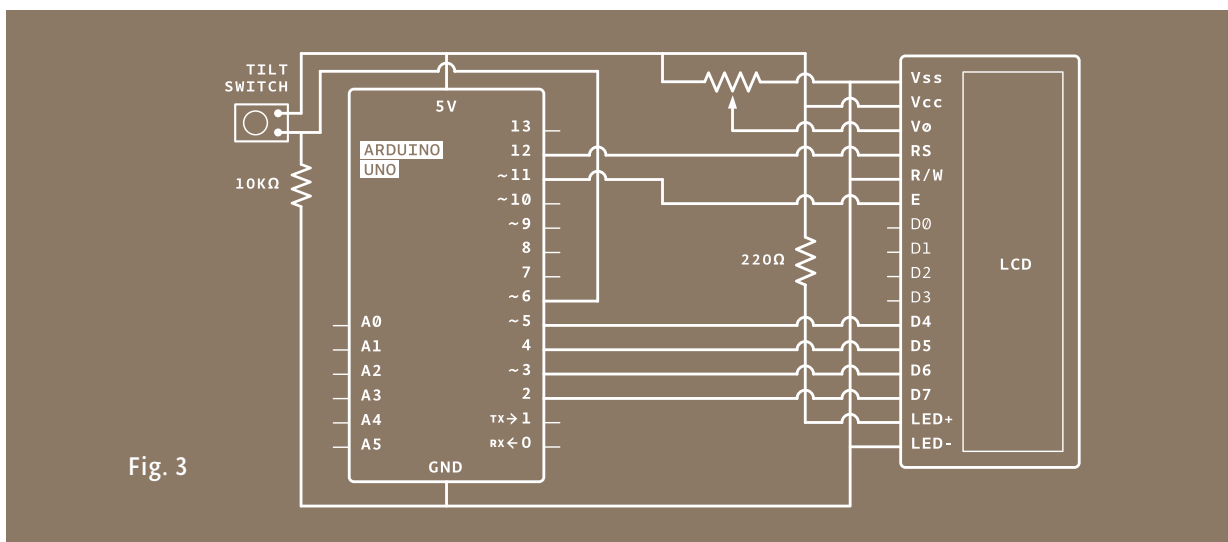 TILT
SWITCH
10KΩ
5V
ARDUINO
UNO
13
12
~11
~10
~9
8
7
~6
~5
4
~3
2
TX→1
RX←0
A0
A1
A2
A3
A4
A5
GND
220Ω
Vss
Vcc
Vø
RS
R/W
E
D0
D1
D2
D3
D4
D5
D6
D7
LED+
LED-
LCD
Fig. 3